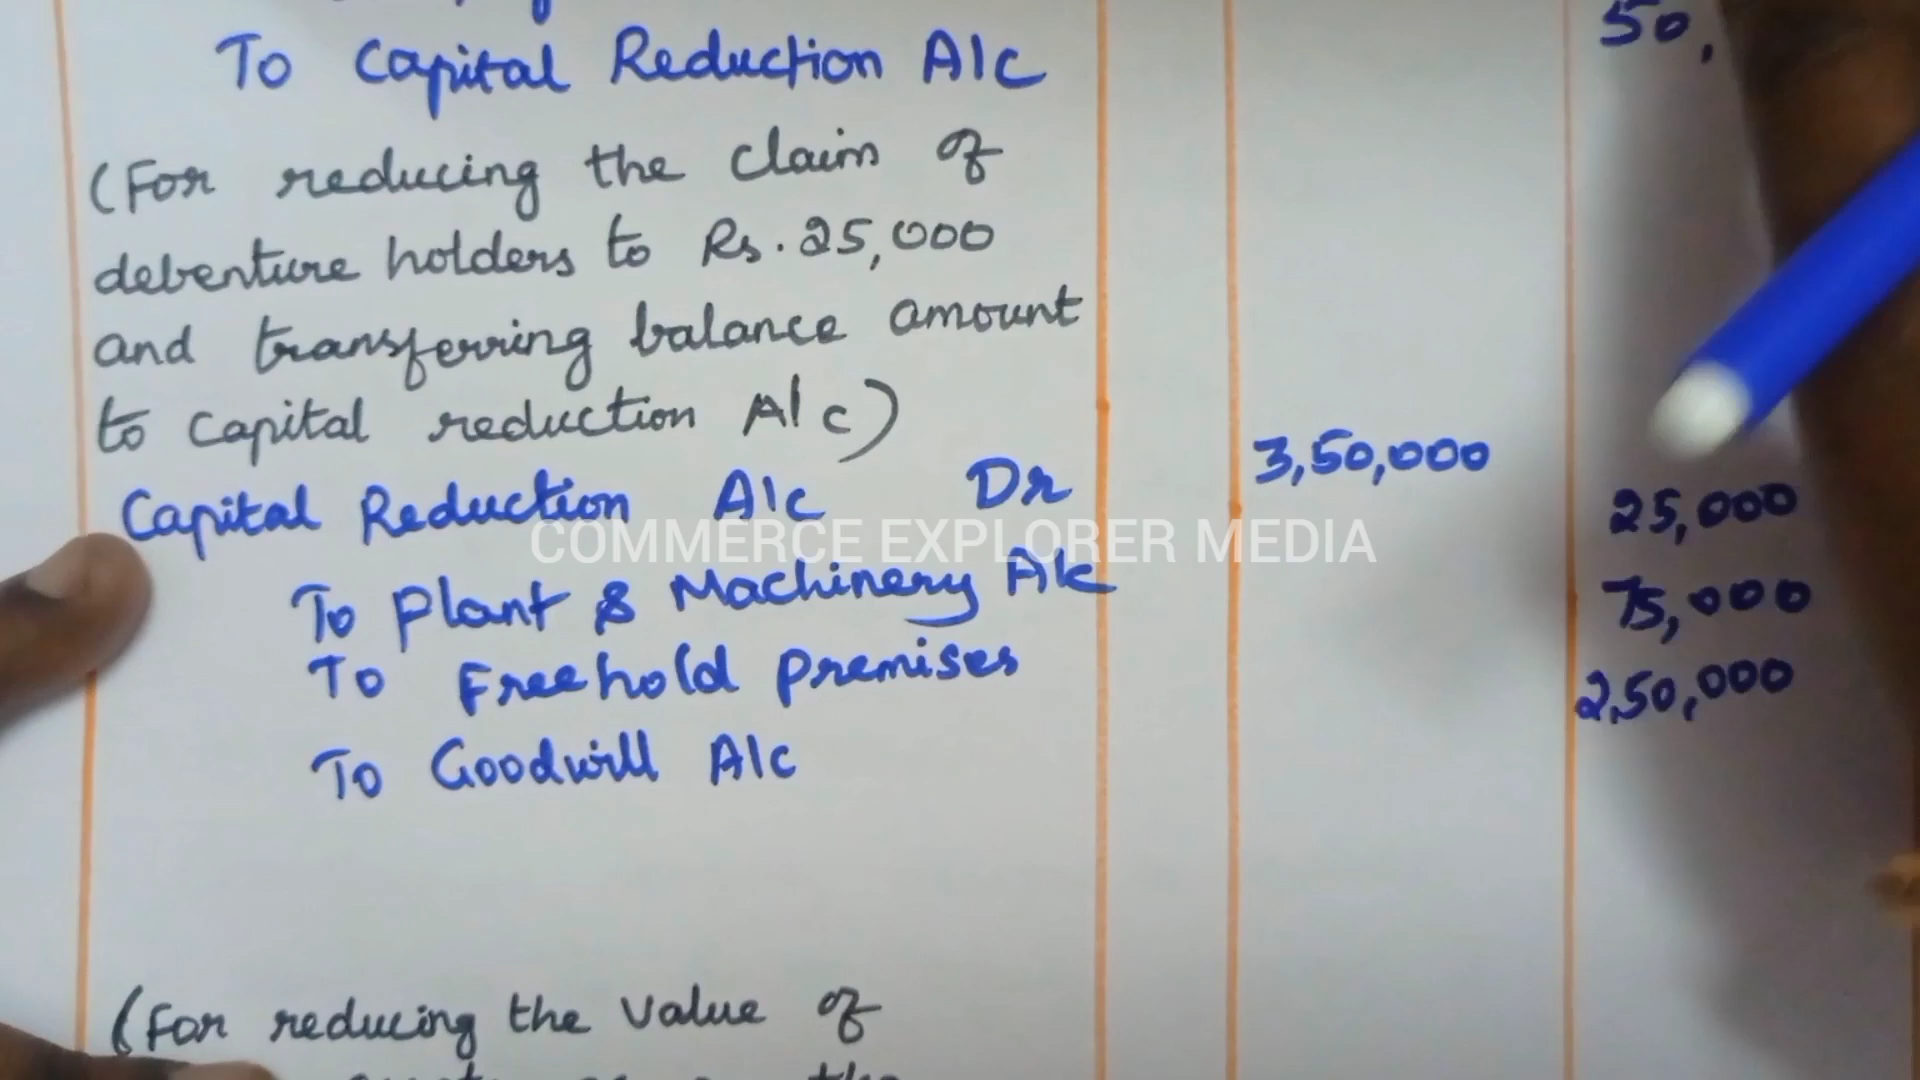 To Capital Reduction A/c 50,
(For reducing the claim of
debenture holders to Rs. 25,000
and transferring balance amount
to capital reduction A/c)
Capital Reduction A/c Dr 3,50,000
To Plant & Machinery A/c 25,000
To Freehold premises 75,000
To Goodwill A/c 2,50,000
(For reducing the value of
the
COMMERCE EXPLORER MEDIA